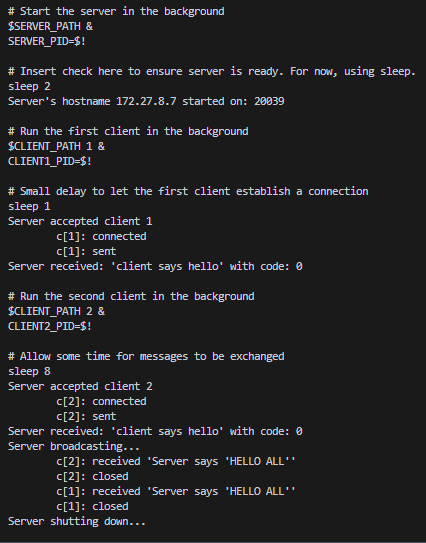 # Start the server in the background
$SERVER_PATH &
SERVER_PID=$!
# Insert check here to ensure server is ready. For now, using sleep.
sleep 2
Server's hostname 172.27.8.7 started on: 20039
# Run the first client in the background
$CLIENT_PATH 1 &
CLIENT1_PID=$!
# Small delay to let the first client establish a connection
sleep 1
Server accepted client 1
c[1]: connected
c[1]: sent
Server received: 'client says hello' with code: 0
# Run the second client in the background
$CLIENT_PATH 2 &
CLIENT2_PID=$!
# Allow some time for messages to be exchanged
sleep 8
Server accepted client 2
c[2]: connected
c[2]: sent
Server received: 'client says hello' with code: 0
Server broadcasting...
c[2]: received 'Server says 'HELLO ALL''
c[2]: closed
c[1]: received 'Server says 'HELLO ALL''
c[1]: closed
Server shutting down...